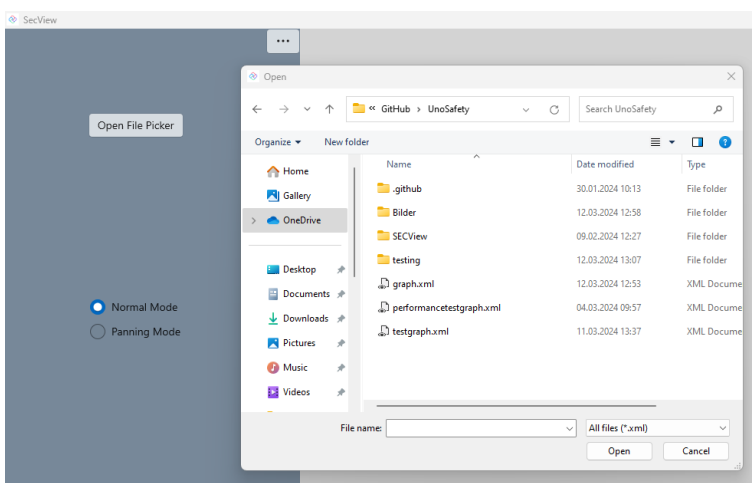 SecView
...
Open
« GitHub › UnoSafety
Search UnoSafety
Open File Picker
Organize
New folder
Name Date modified Type
Home
Gallery
OneDrive
Desktop
Documents
Downloads
Pictures
Music
Videos
.github 30.01.2024 10:13 File folder
Bilder 12.03.2024 12:58 File folder
SECView 09.02.2024 12:27 File folder
testing 12.03.2024 13:07 File folder
graph.xml 12.03.2024 12:53 XML Docume
performancetestgraph.xml 04.03.2024 09:57 XML Docume
testgraph.xml 11.03.2024 13:37 XML Docume
Normal Mode
Panning Mode
File name:
All files (*.xml)
Open
Cancel